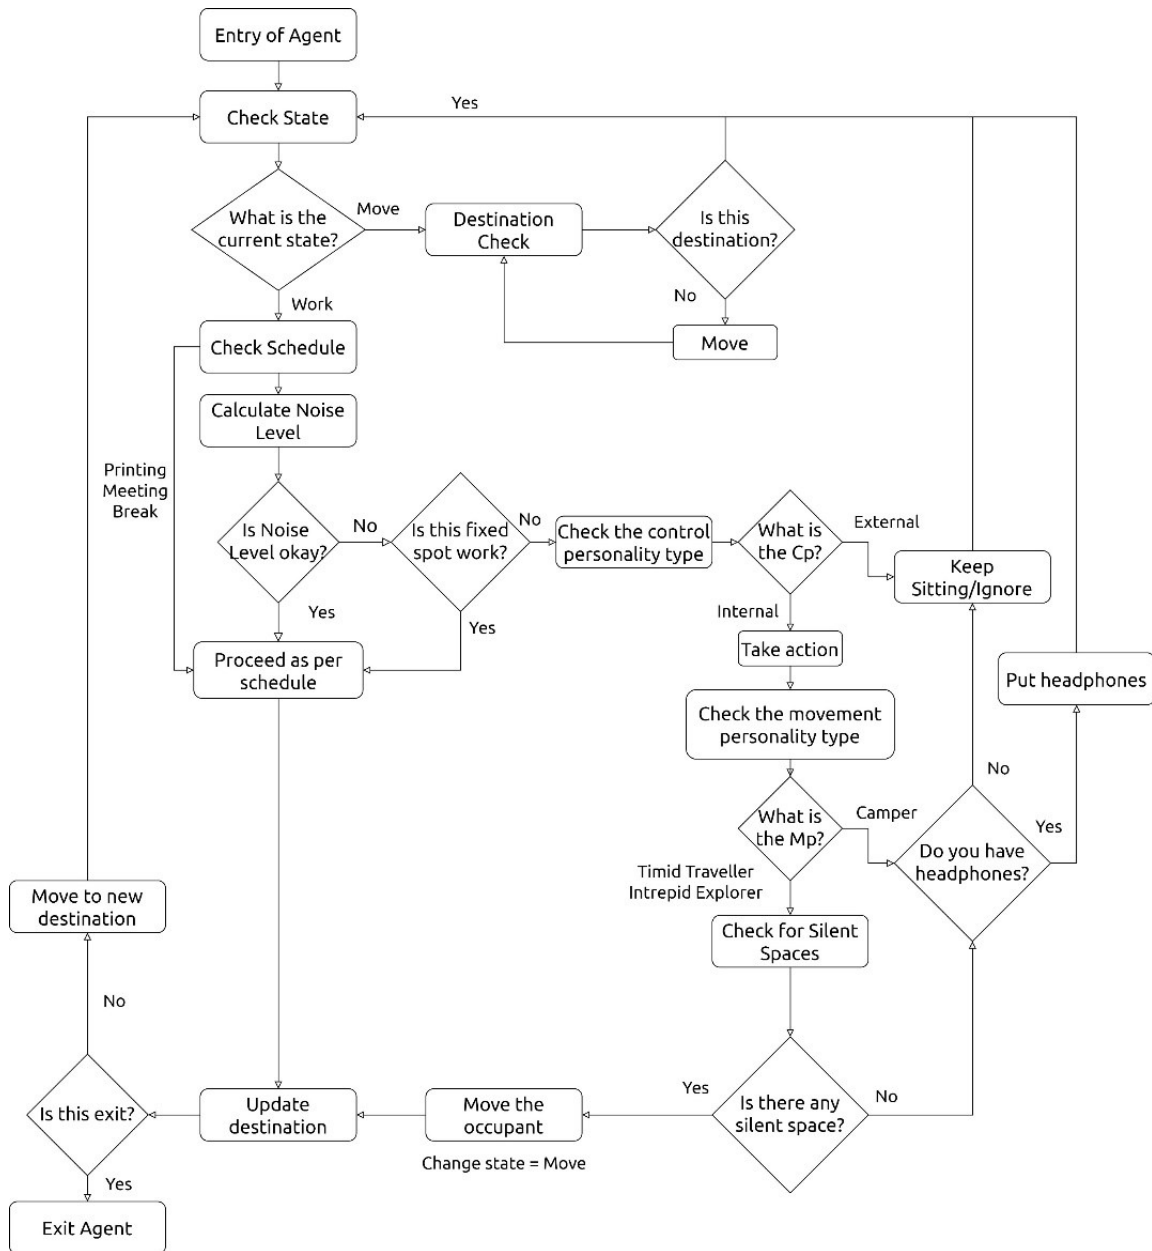 Entry of Agent
Yes
Check State
Move
What is the
current state?
Destination
Check
Is this
destination?
No
Work
Move
Check Schedule
Calculate Noise
Level
Printing
Meeting
Break
Is Noise
Level okay?
No
Is this fixed
spot work?
No
Check the control
personality type
What is
the Cp?
External
Keep
Sitting/Ignore
Yes
Yes
Internal
Proceed as per
schedule
Take action
Put headphones
Check the movement
personality type
No
What is
the Mp?
Camper
Yes
Do you have
headphones?
Timid Traveller
Intrepid Explorer
Move to new
destination
Check for Silent
Spaces
No
Is this exit?
Update
destination
Move the
occupant
Yes
Is there any
silent space?
No
Change state = Move
Yes
Exit Agent